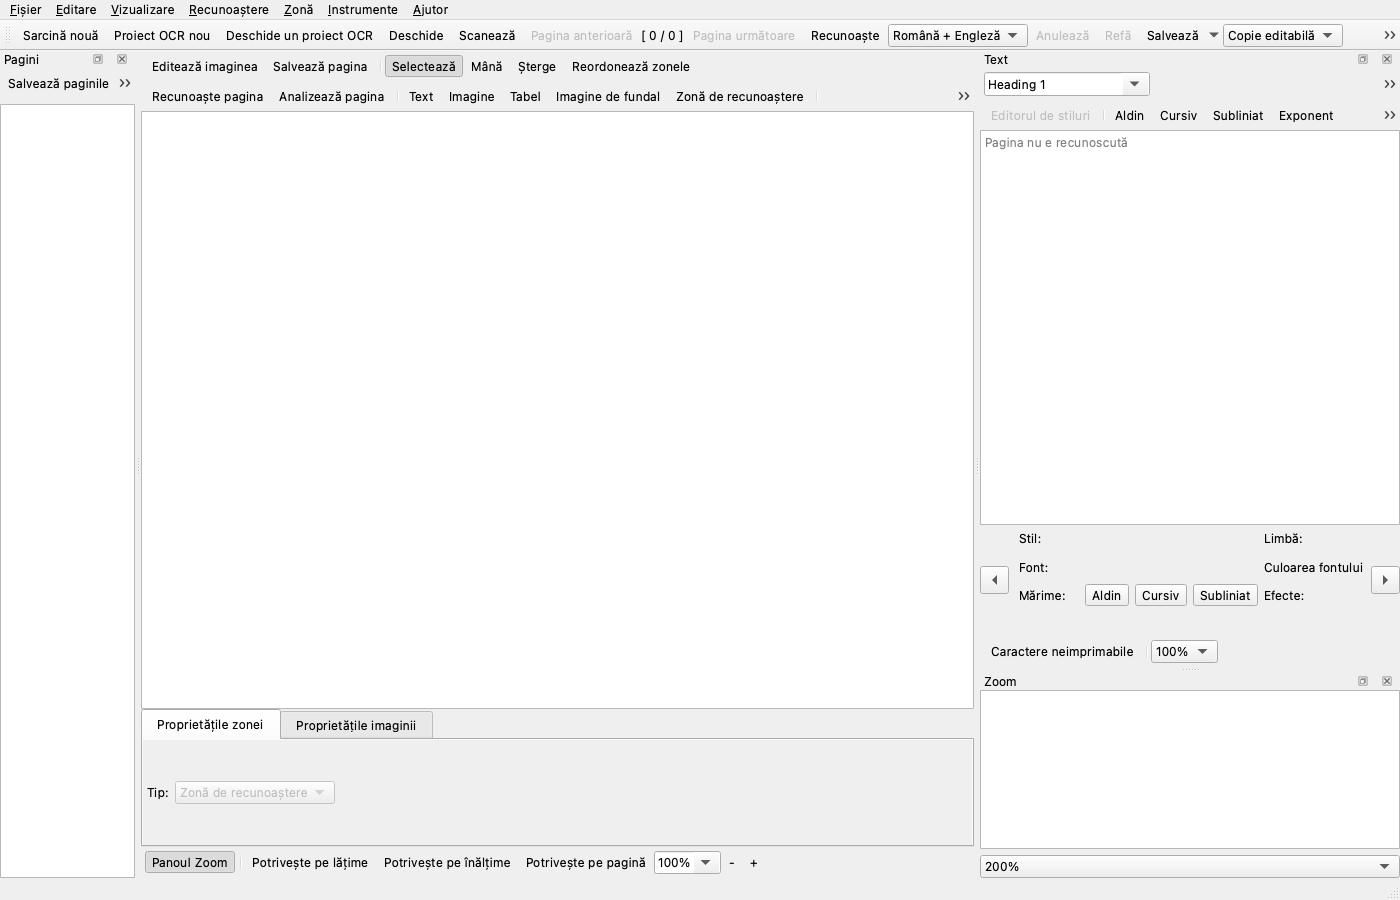 Fișier Editare Vizualizare Recunoaștere Zonă Instrumente Ajutor
Sarcină nouă Proiect OCR nou Deschide un proiect OCR Deschide Scanează Pagina anterioară [ 0 / 0 ] Pagina următoare Recunoaște Română + Engleză Anulează Refă Salvează Copie editabilă
Pagini
Salvează paginile
Editează imaginea Salvează pagina Selectează Mână Șterge Reordonează zonele
Recunoaște pagina Analizează pagina Text Imagine Tabel Imagine de fundal Zonă de recunoaștere
Proprietățile zonei Proprietățile imaginii
Tip: Zonă de recunoaștere
Panoul Zoom Potrivește pe lățime Potrivește pe înălțime Potrivește pe pagină 100% - +
Text
Heading 1
Editorul de stiluri Aldin Cursiv Subliniat Exponent
Pagina nu e recunoscută
Stil: Limbă:
Font: Culoarea fontului
Mărime: Aldin Cursiv Subliniat Efecte:
Caractere neimprimabile 100%
Zoom
200%